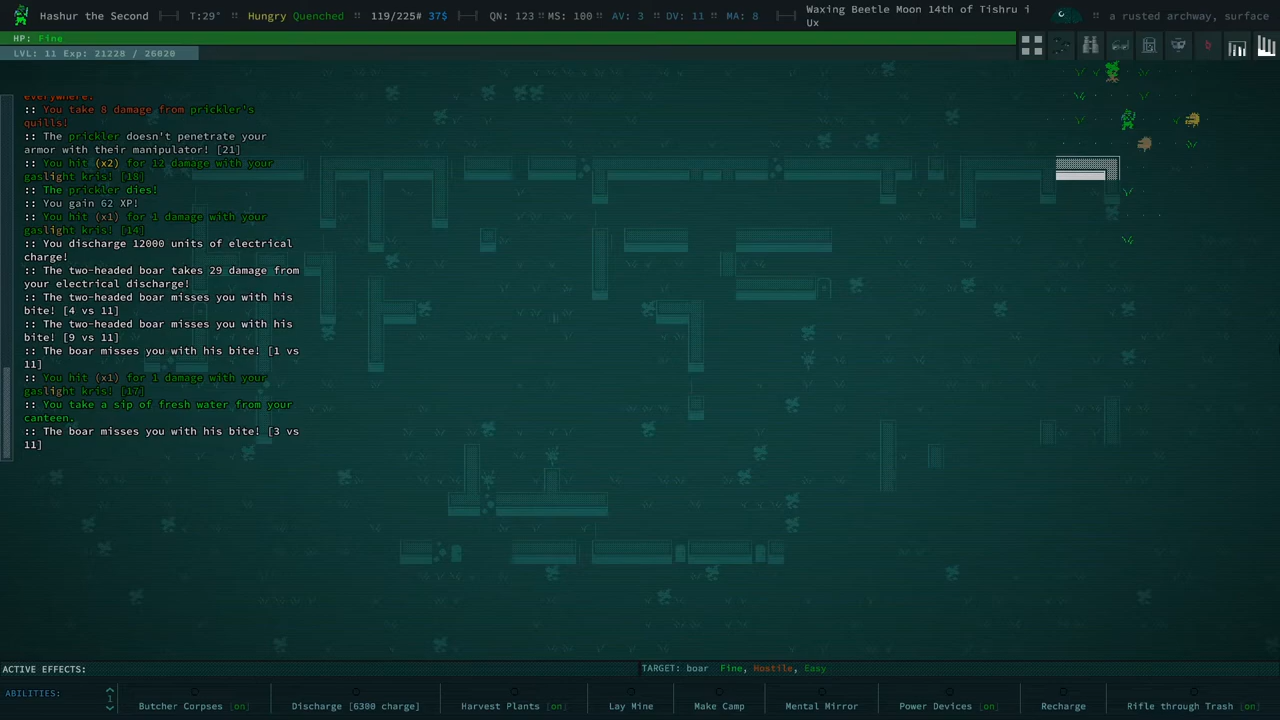 Hashur the Second T:29° :: Hungry Quenched 119/225# 37$ QN: 123 MS: 100 AV: 3 DV: 11 MA: 8 Waxing Beetle Moon 14th of Tishru i :: a rusted archway, surface
Ux
HP: Fine
LVL: 11 Exp: 21228 / 26020
everywhere.
:: You take 8 damage from prickler's
quills!
:: The prickler doesn't penetrate your
armor with their manipulator! [21]
:: You hit (x2) for 12 damage with your
gaslight kris! [18]
:: The prickler dies!
:: You gain 62 XP!
:: You hit (x1) for 1 damage with your
gaslight kris! [14]
:: You discharge 12000 units of electrical
charge!
:: The two-headed boar takes 29 damage from
your electrical discharge!
:: The two-headed boar misses you with his
bite! [4 vs 11]
:: The two-headed boar misses you with his
bite! [9 vs 11]
:: The boar misses you with his bite! [1 vs
11]
:: You hit (x1) for 1 damage with your
gaslight kris! [17]
:: You take a sip of fresh water from your
canteen.
:: The boar misses you with his bite! [3 vs
11]
ACTIVE EFFECTS: TARGET: boar Fine, Hostile, Easy
ABILITIES: 1 Butcher Corpses [on] Discharge [6300 charge] Harvest Plants [on] Lay Mine Make Camp Mental Mirror Power Devices [on] Recharge Rifle through Trash [on]